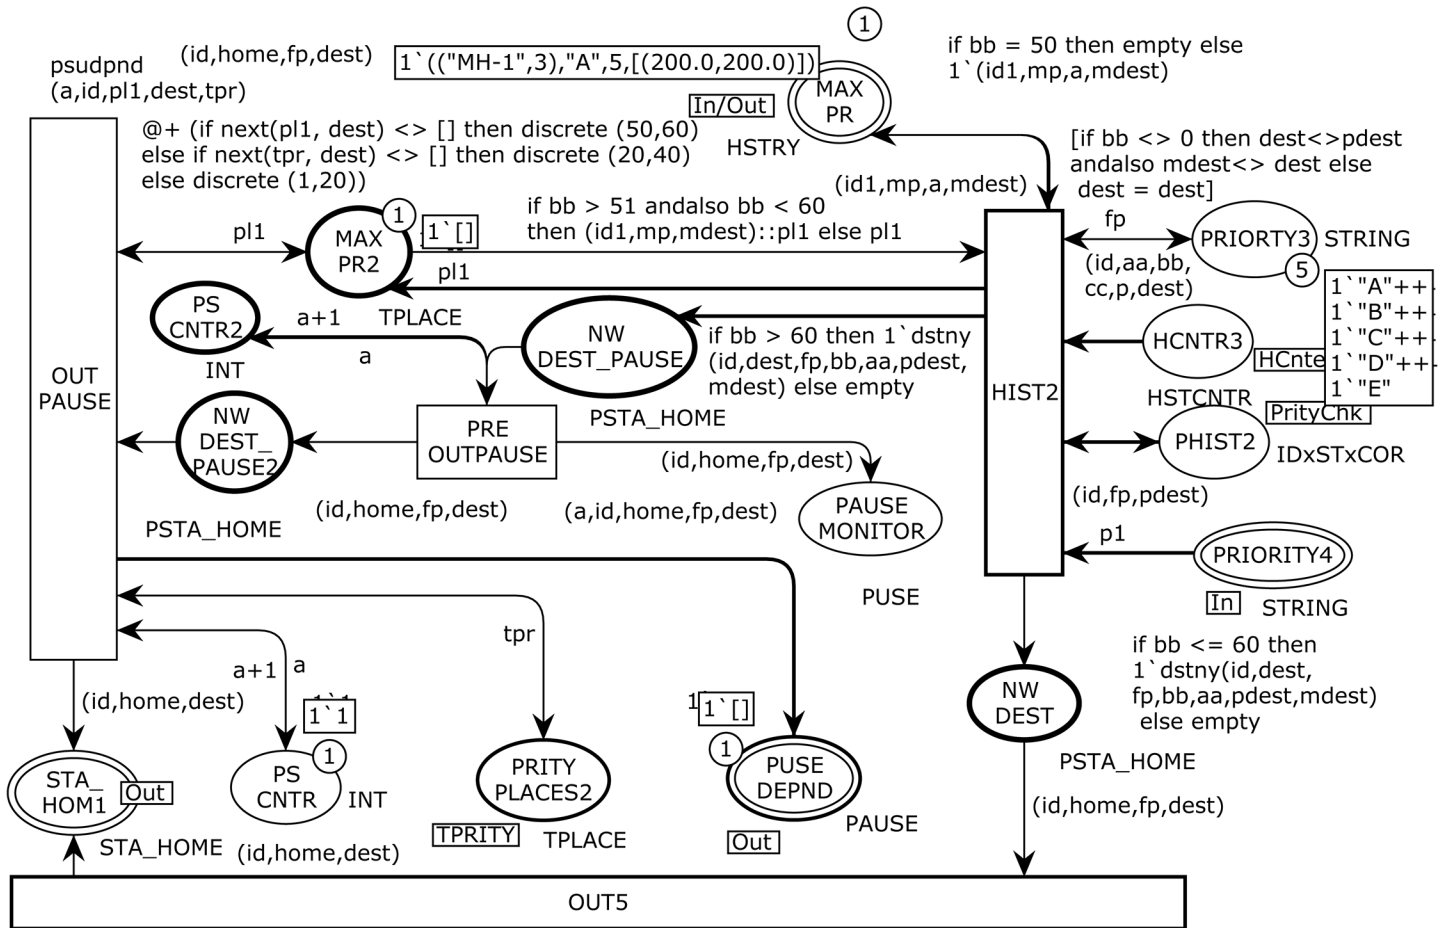 1
(id,home,fp,dest)
1`(("MH-1",3),"A",5,[(200.0,200.0)])
if bb = 50 then empty else
1`(id1,mp,a,mdest)
psudpnd
(a,id,pl1,dest,tpr)
MAX
PR
In/Out
HSTRY
@+ (if next(pl1, dest) <> [] then discrete (50,60)
else if next(tpr, dest) <> [] then discrete (20,40)
else discrete (1,20))
[if bb <> 0 then dest<>pdest
andalso mdest<> dest else
dest = dest]
(id1,mp,a,mdest)
pl1
MAX
PR2
1
1`[]
if bb > 51 andalso bb < 60
then (id1,mp,mdest)::pl1 else pl1
pl1
TPLACE
fp
PRIORTY3
STRING
5
(id,aa,bb,
cc,p,dest)
1`"A"++
1`"B"++
1`"C"++
1`"D"++
1`"E"
PS
CNTR2
INT
a+1
a
NW
DEST_PAUSE
PSTA_HOME
if bb > 60 then 1`dstny
(id,dest,fp,bb,aa,pdest,
mdest) else empty
HCNTR3
HCnte
HSTCNTR
OUT
PAUSE
HIST2
NW
DEST_
PAUSE2
PSTA_HOME
PRE
OUTPAUSE
(id,home,fp,dest)
(id,home,fp,dest)
(a,id,home,fp,dest)
PAUSE
MONITOR
PUSE
PrityChk
PHIST2
IDxSTxCOR
(id,fp,pdest)
p1
PRIORITY4
In
STRING
tpr
a+1
a
(id,home,dest)
1`1
1
PS
CNTR
INT
STA_
HOM1
Out
STA_HOME
(id,home,dest)
PRITY
PLACES2
TPRITY
TPLACE
1`[]
1
PUSE
DEPND
Out
PAUSE
NW
DEST
PSTA_HOME
if bb <= 60 then
1`dstny(id,dest,
fp,bb,aa,pdest,mdest)
else empty
(id,home,fp,dest)
OUT5